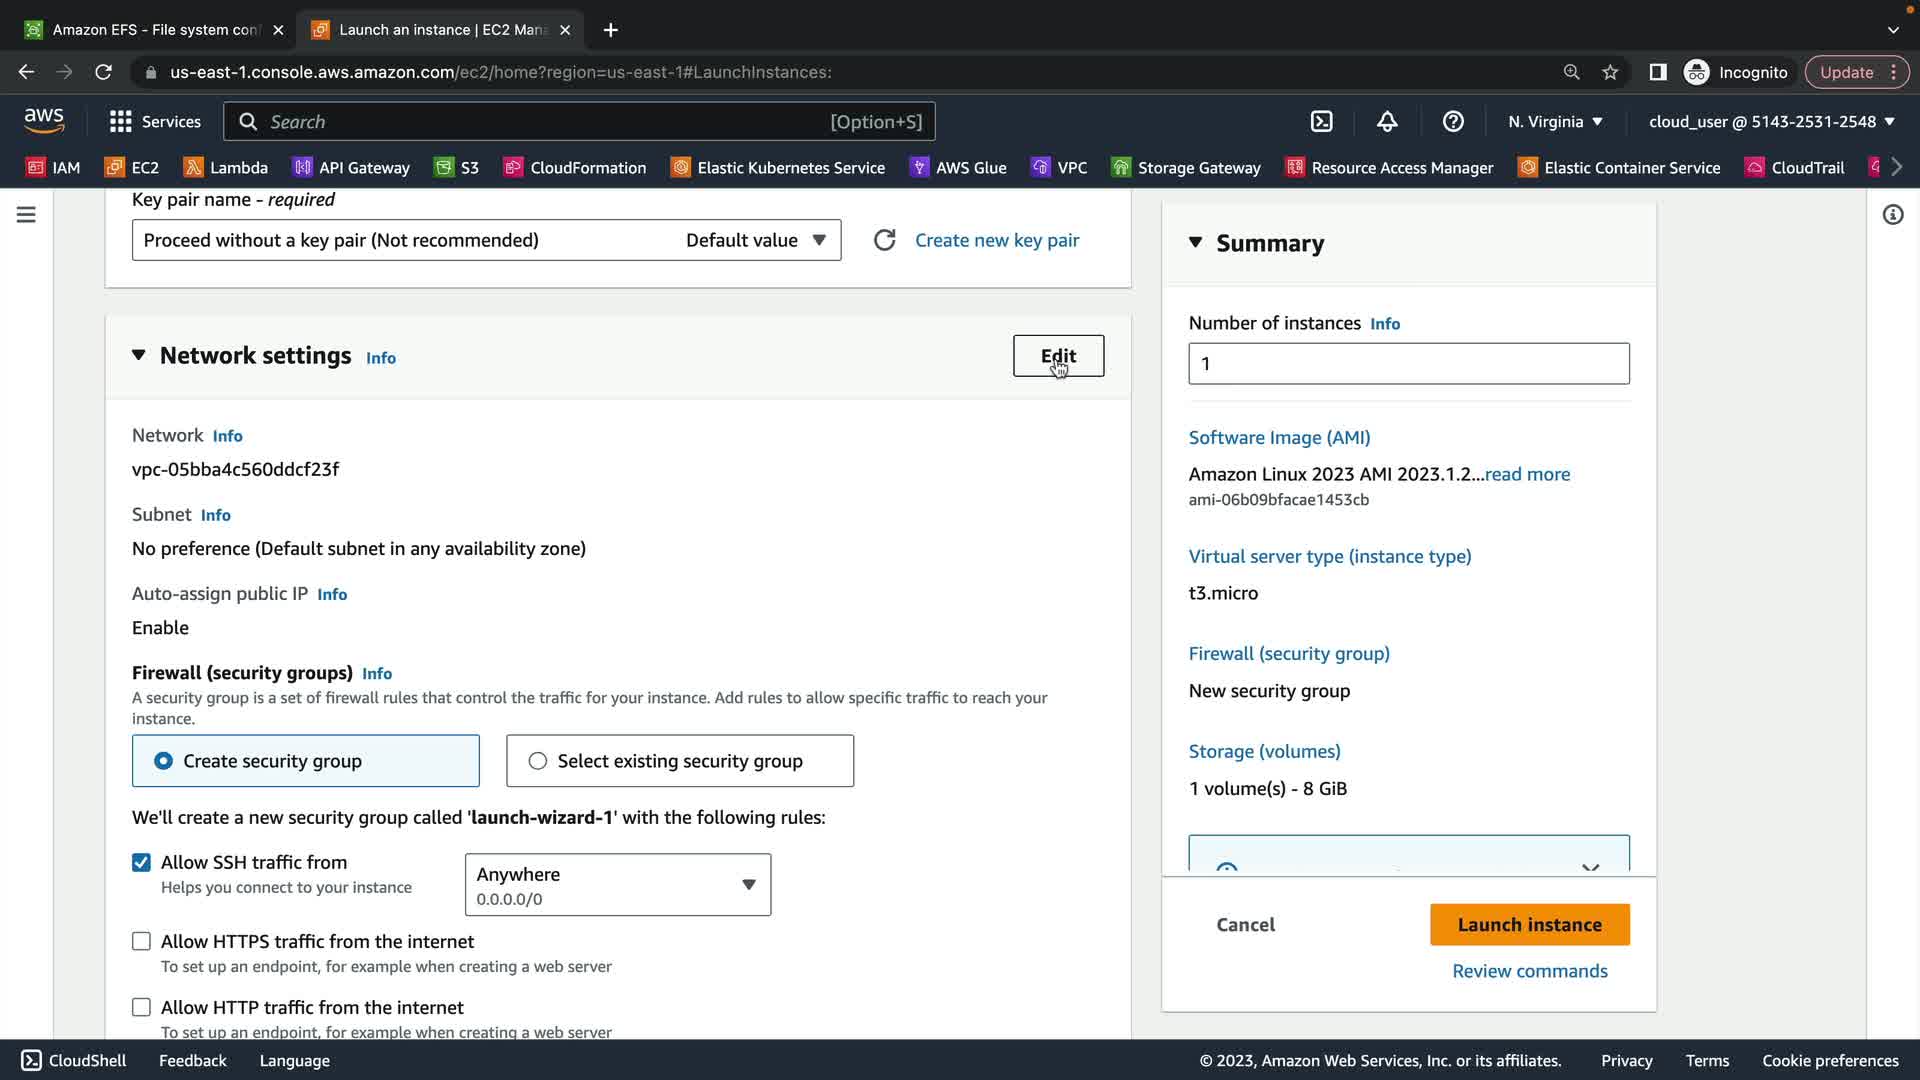 Amazon EFS - File system con
Launch an instance | EC2 Mana
us-east-1.console.aws.amazon.com/ec2/home?region=us-east-1#LaunchInstances:
Incognito
Update
aws
Services
Search
[Option+S]
N. Virginia
cloud_user @ 5143-2531-2548
IAM
EC2
Lambda
API Gateway
S3
CloudFormation
Elastic Kubernetes Service
AWS Glue
VPC
Storage Gateway
Resource Access Manager
Elastic Container Service
CloudTrail
Key pair name - required
Proceed without a key pair (Not recommended)
Default value
Create new key pair
Network settings Info
Edit
Network Info
vpc-05bba4c560ddcf23f
Subnet Info
No preference (Default subnet in any availability zone)
Auto-assign public IP Info
Enable
Firewall (security groups) Info
A security group is a set of firewall rules that control the traffic for your instance. Add rules to allow specific traffic to reach your
instance.
Create security group
Select existing security group
We'll create a new security group called 'launch-wizard-1' with the following rules:
Allow SSH traffic from
Helps you connect to your instance
Anywhere
0.0.0.0/0
Allow HTTPS traffic from the internet
To set up an endpoint, for example when creating a web server
Allow HTTP traffic from the internet
To set up an endpoint, for example when creating a web server
Summary
Number of instances Info
1
Software Image (AMI)
Amazon Linux 2023 AMI 2023.1.2...read more
ami-06b09bfacae1453cb
Virtual server type (instance type)
t3.micro
Firewall (security group)
New security group
Storage (volumes)
1 volume(s) - 8 GiB
Cancel
Launch instance
Review commands
CloudShell
Feedback
Language
© 2023, Amazon Web Services, Inc. or its affiliates.
Privacy
Terms
Cookie preferences